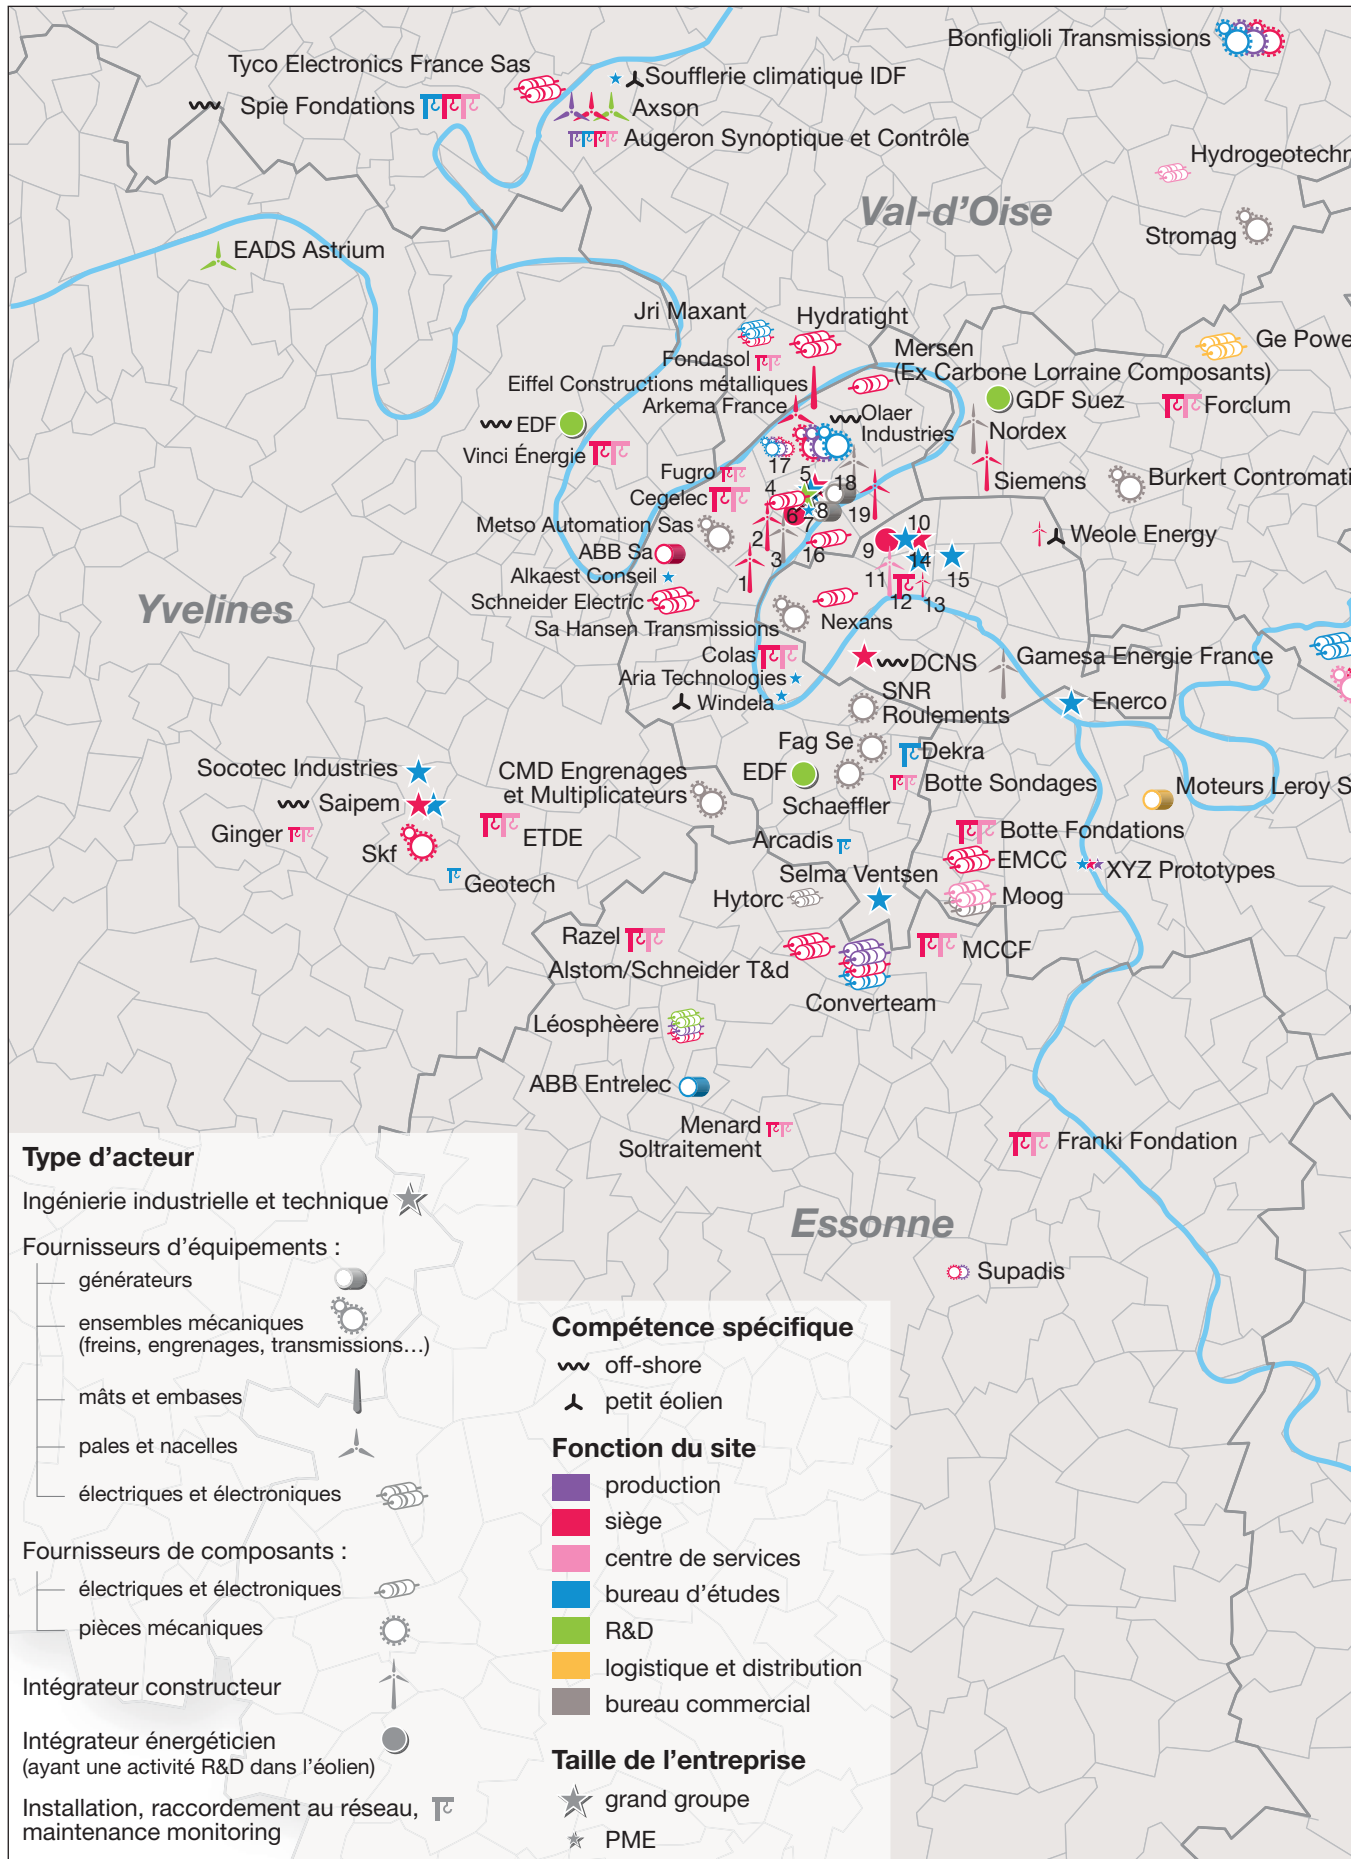 Bonfiglioli Transmissions
Tyco Electronics France Sas
Soufflerie climatique IDF
Spie Fondations
Axson
Augeron Synoptique et Contrôle
Hydrogeotechn
Val-d'Oise
Stromag
EADS Astrium
Jri Maxant
Hydratight
Ge Powe
Mersen
(Ex Carbone Lorraine Composants)
Fondasol
Eiffel Constructions métalliques
Arkema France
GDF Suez
Forclum
Olaer
Industries
EDF
Nordex
Vinci Énergie
17
Fugro
5
18
Siemens
Burkert Contromati
4
Cegelec
6
8
19
10
Metso Automation Sas
7
2
Weole Energy
16
9
ABB Sa
3
14
15
Alkaest Conseil
1
11
Schneider Electric
12
13
Yvelines
Sa Hansen Transmissions
Nexans
Colas
DCNS
Gamesa Energie France
Aria Technologies
Windela
SNR
Roulements
Enerco
Fag Se
Dekra
Socotec Industries
CMD Engrenages
et Multiplicateurs
EDF
Botte Sondages
Moteurs Leroy S
Saipem
Schaeffler
Ginger
ETDE
Botte Fondations
Skf
Arcadis
EMCC
XYZ Prototypes
Geotech
Selma Ventsen
Hytorc
Moog
Razel
MCCF
Alstom/Schneider T&d
Converteam
Léosphèere
ABB Entrelec
Menard
Soltraitement
Franki Fondation
Essonne
Supadis
Type d'acteur
Ingénierie industrielle et technique
Fournisseurs d'équipements :
générateurs
ensembles mécaniques
(freins, engrenages, transmissions…)
mâts et embases
pales et nacelles
électriques et électroniques
Fournisseurs de composants :
électriques et électroniques
pièces mécaniques
Intégrateur constructeur
Intégrateur énergéticien
(ayant une activité R&D dans l'éolien)
Installation, raccordement au réseau,
maintenance monitoring
Compétence spécifique
off-shore
petit éolien
Fonction du site
production
siège
centre de services
bureau d'études
R&D
logistique et distribution
bureau commercial
Taille de l'entreprise
grand groupe
PME